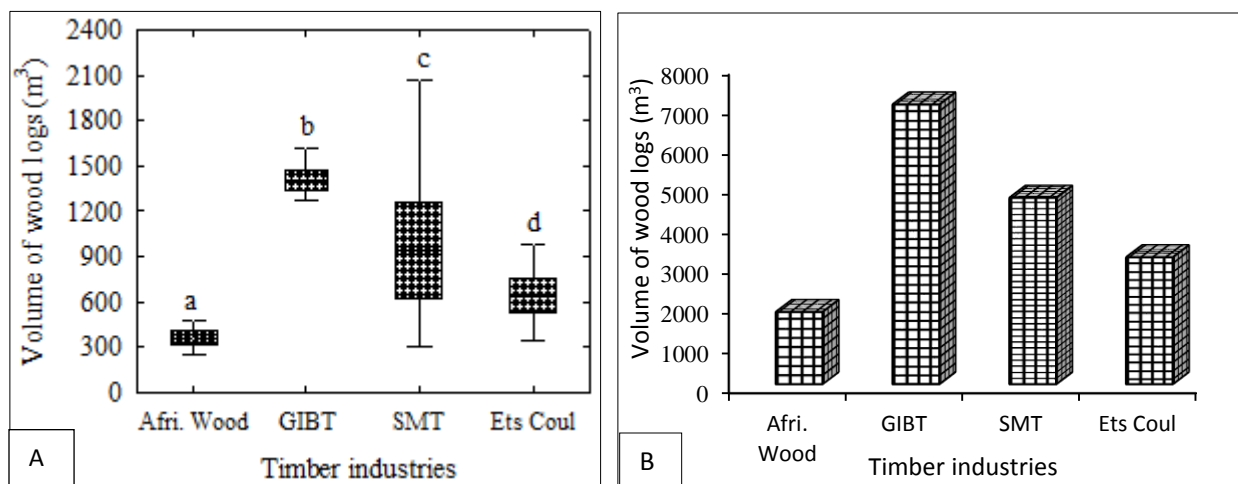 2400
2100
1800
1500
1200
900
600
300
0
Volume of wood logs (m³)
a
b
c
d
Afri. Wood GIBT SMT Ets Coul
Timber industries
A
8000
7000
6000
5000
4000
3000
2000
1000
0
Volume of wood logs (m³)
Afri. Wood GIBT SMT Ets Coul
Timber industries
B